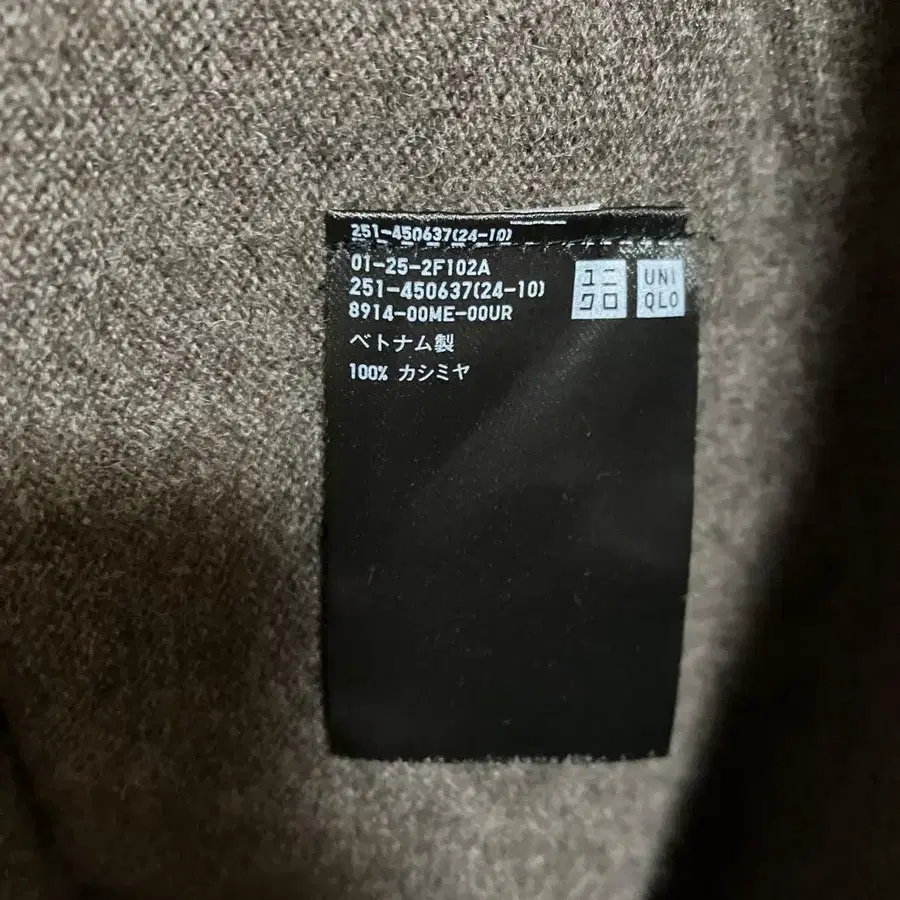 251-450637(24-10)
01-25-2F102A
251-450637(24-10)
8914-00ME-00UR
ベトナム製
100% カシミヤ
ユニ
クロ
UNI
QLO